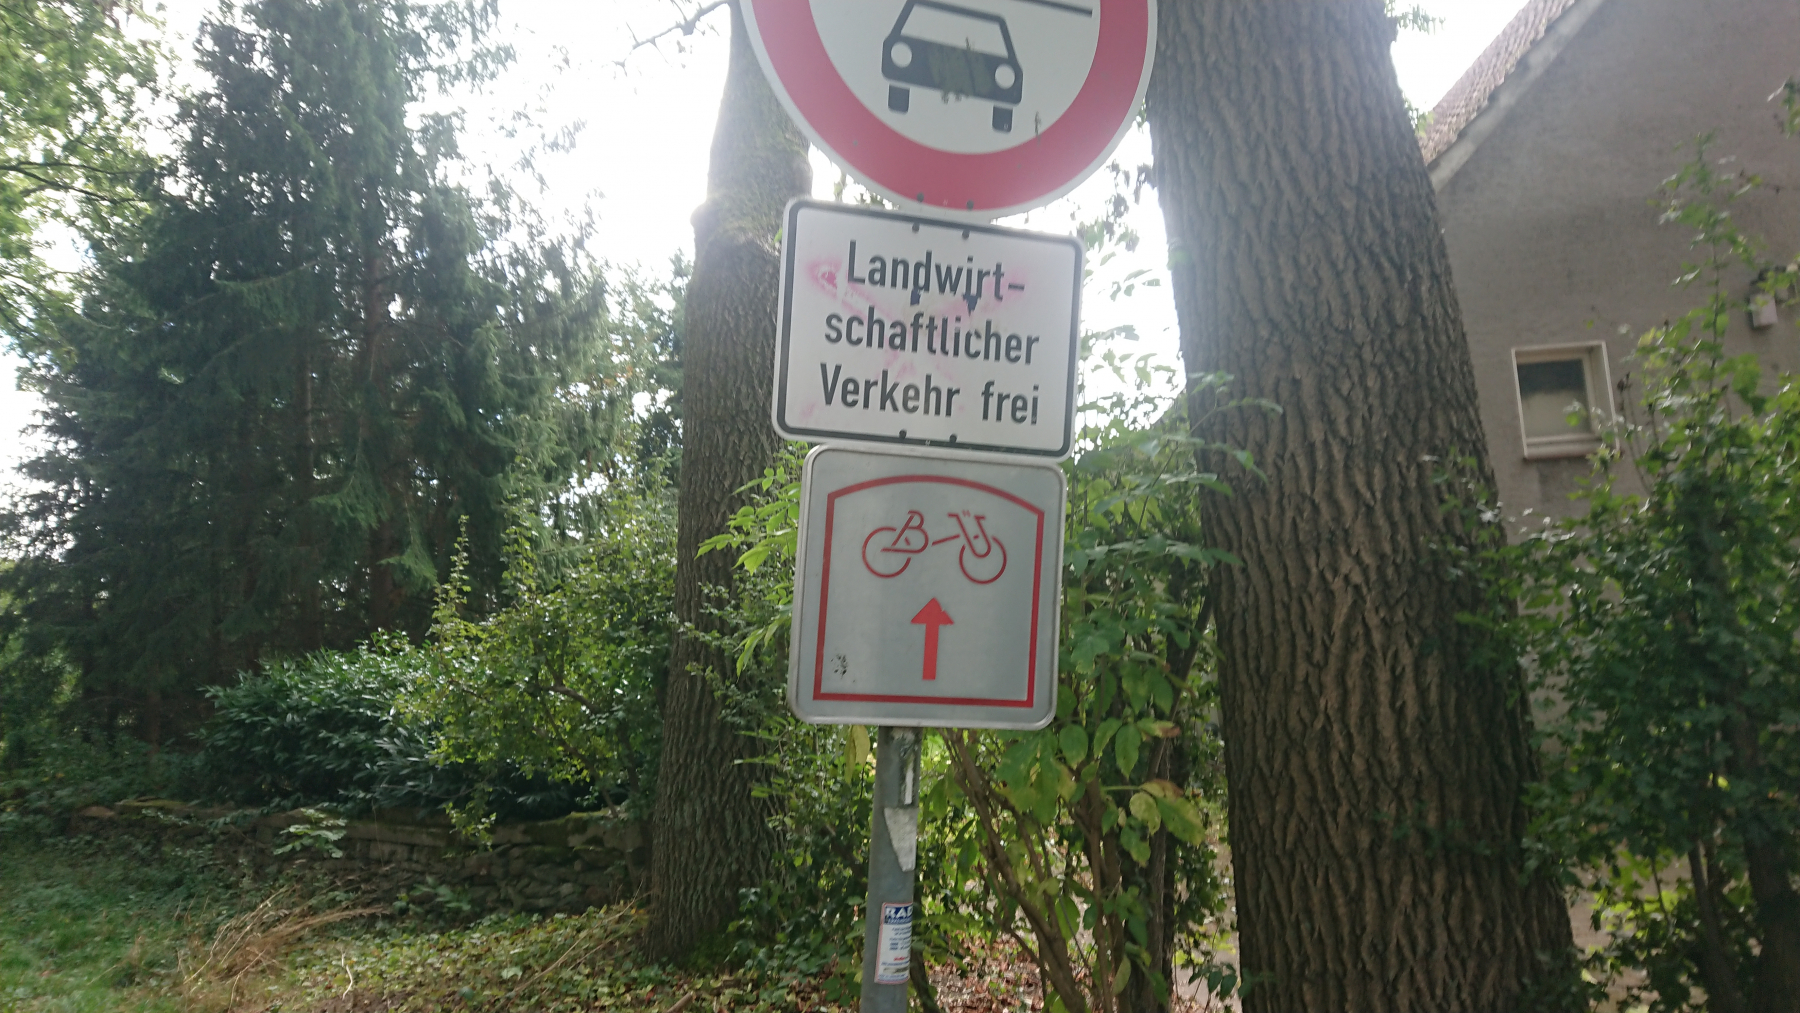 Landwirt-
schaftlicher
Verkehr frei
B Ü